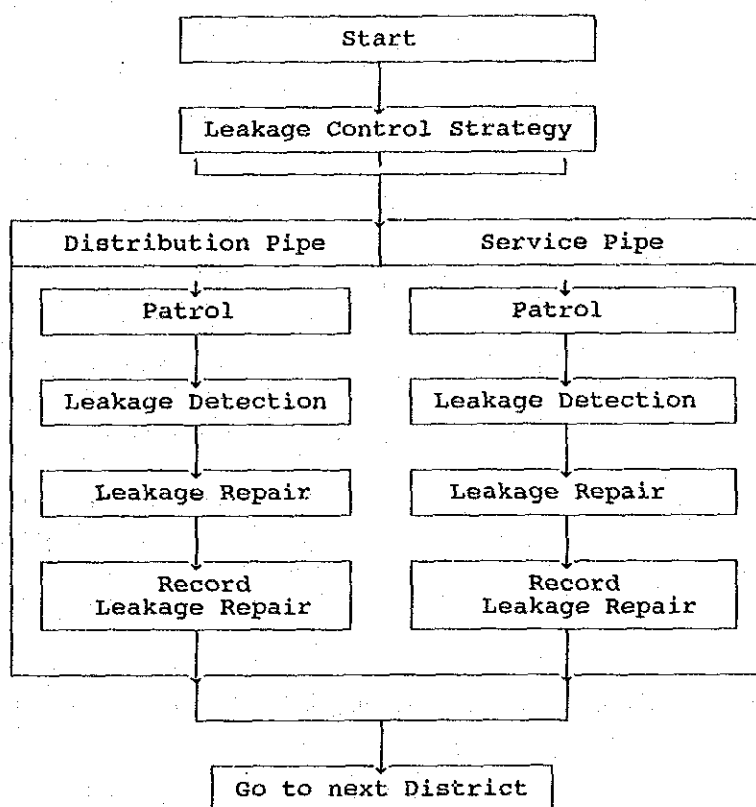 Start
Leakage Control Strategy
Distribution Pipe
Service Pipe
Patrol
Leakage Detection
Leakage Repair
Record
Leakage Repair
Patrol
Leakage Detection
Leakage Repair
Record
Leakage Repair
Go to next District